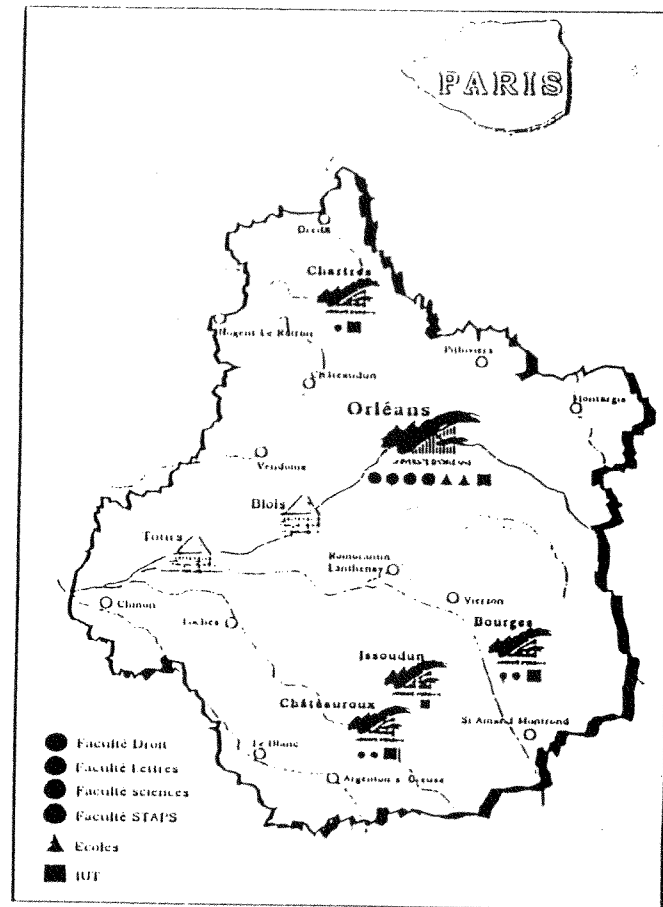 PARIS
Dreux
Chartres
Nogent Le Rotrou
Pithiviers
Châteaudun
Montargis
Orléans
Vendome
Blois
Tours
Romorantin
Lanthenay
Chinon
Vierzon
Loches
Bourges
Issoudun
Châteauroux
St Amand Montrond
Le Blanc
Argenton s Creuse
Faculté Droit
Faculté Lettres
Faculté sciences
Faculté STAPS
Ecoles
IUT